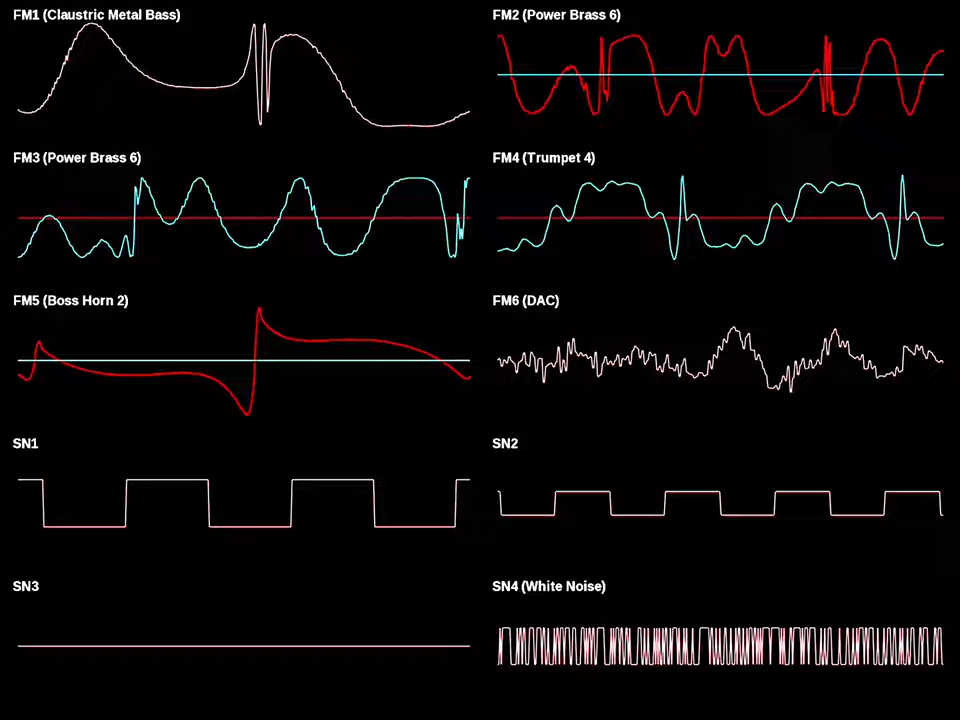 FM1 (Claustric Metal Bass)
FM2 (Power Brass 6)
FM3 (Power Brass 6)
FM4 (Trumpet 4)
FM5 (Boss Horn 2)
FM6 (DAC)
SN1
SN2
SN3
SN4 (White Noise)